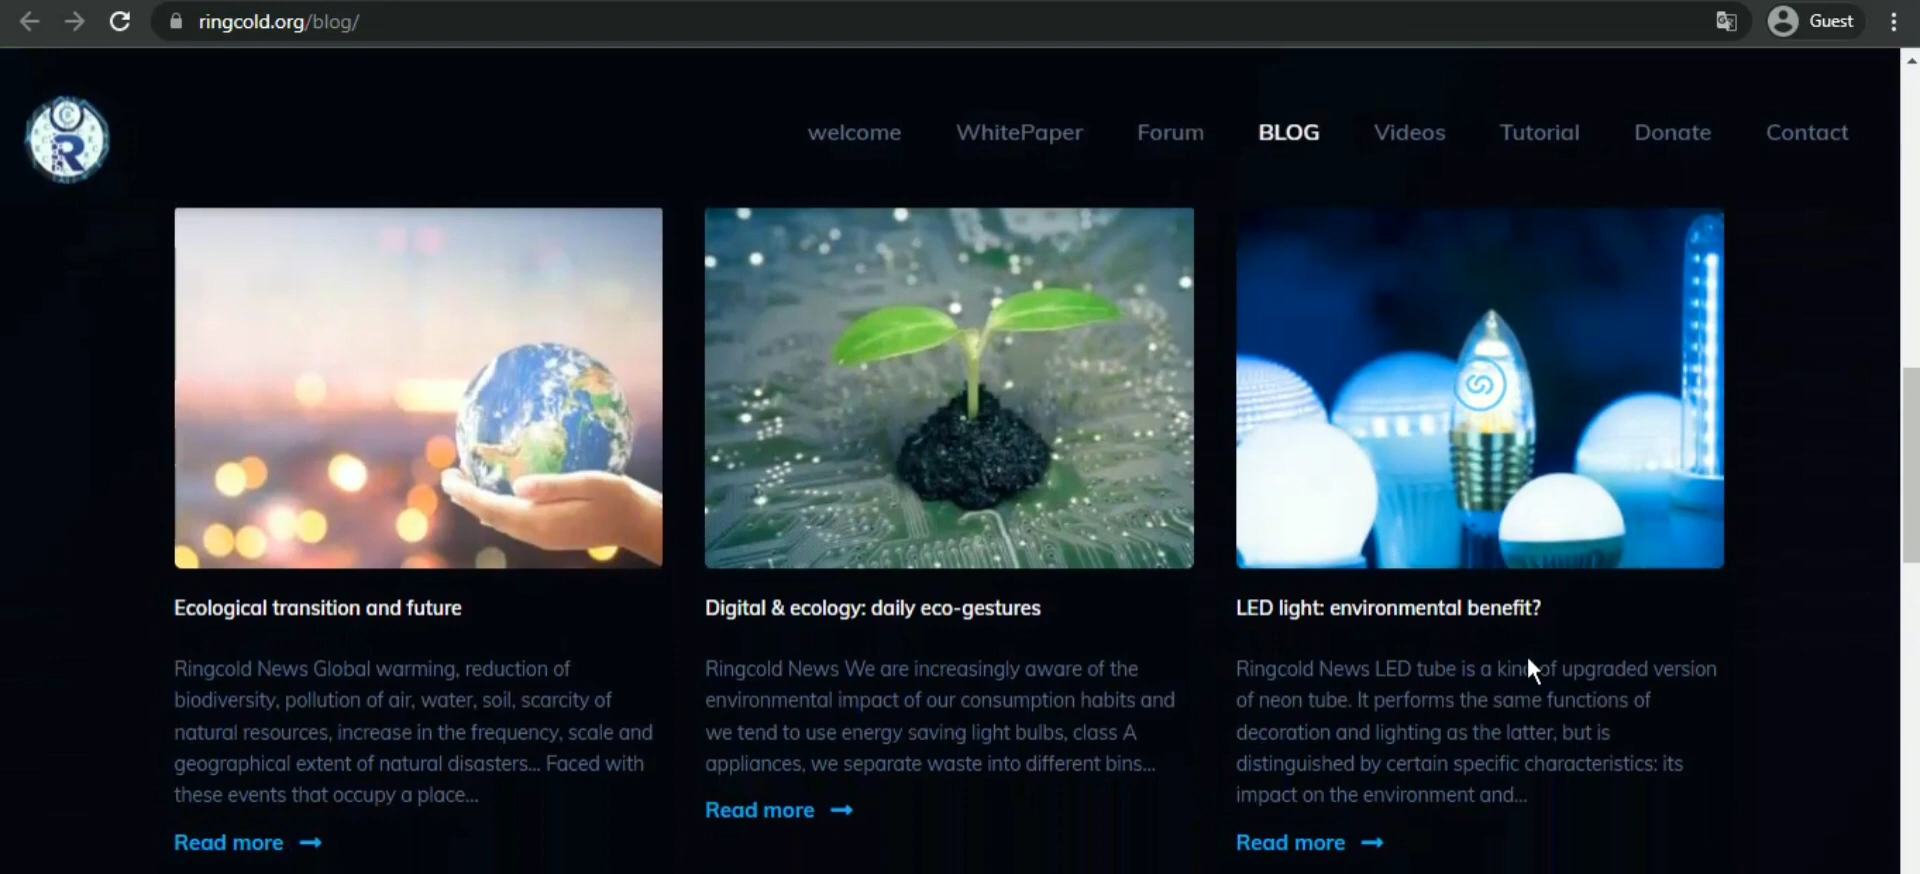 ringcold.org/blog/
Guest
welcome
WhitePaper
Forum
BLOG
Videos
Tutorial
Donate
Contact
Ecological transition and future
Ringcold News Global warming, reduction of
biodiversity, pollution of air, water, soil, scarcity of
natural resources, increase in the frequency, scale and
geographical extent of natural disasters... Faced with
these events that occupy a place...
Read more
Digital & ecology: daily eco-gestures
Ringcold News We are increasingly aware of the
environmental impact of our consumption habits and
we tend to use energy saving light bulbs, class A
appliances, we separate waste into different bins...
Read more
LED light: environmental benefit?
Ringcold News LED tube is a kind of upgraded version
of neon tube. It performs the same functions of
decoration and lighting as the latter, but is
distinguished by certain specific characteristics: its
impact on the environment and...
Read more